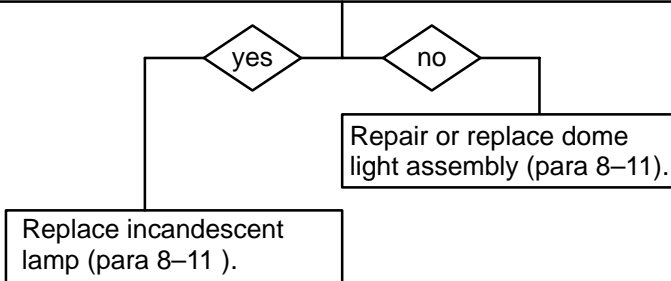 yes
no
Repair or replace dome
light assembly (para 8–11).
Replace incandescent
lamp (para 8–11 ).